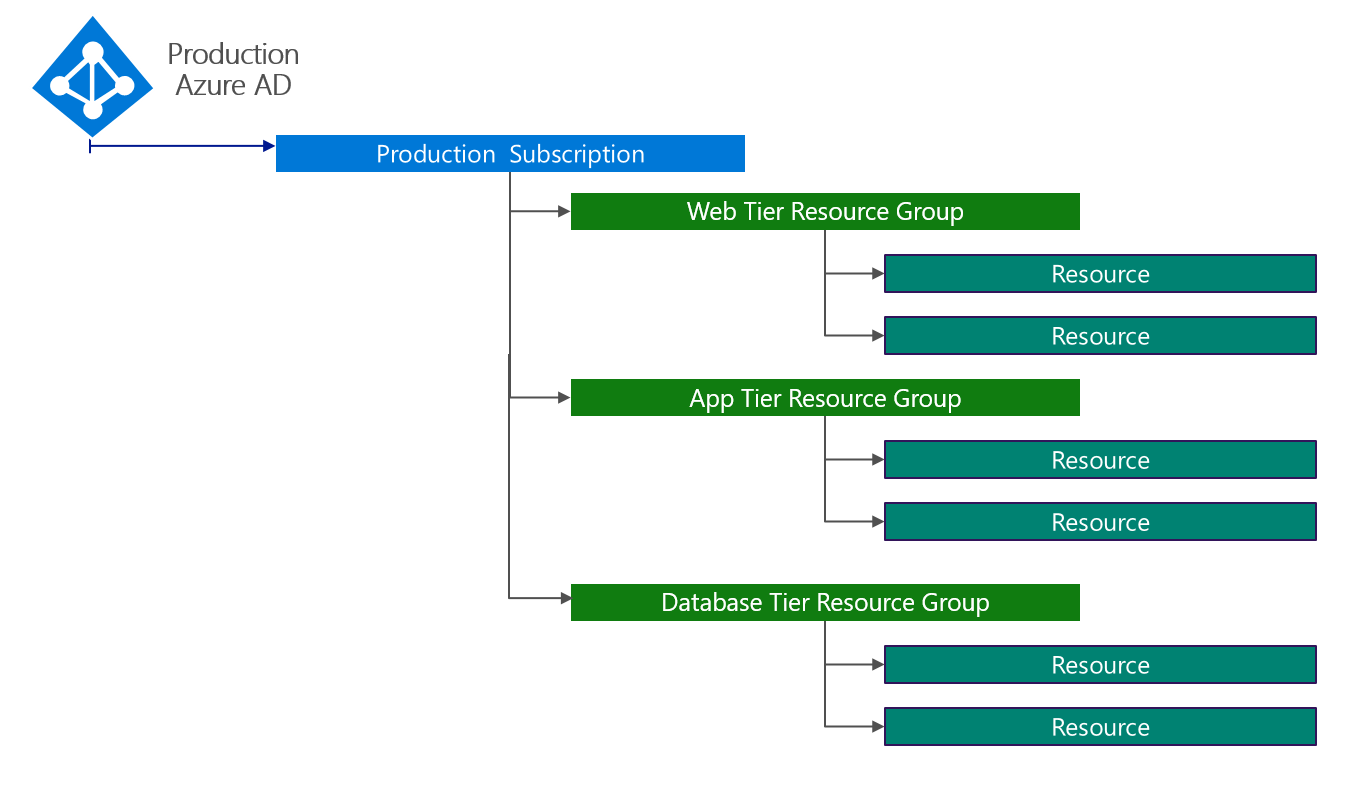 Production
Azure AD
Production Subscription
Web Tier Resource Group
Resource
Resource
App Tier Resource Group
Resource
Resource
Database Tier Resource Group
Resource
Resource